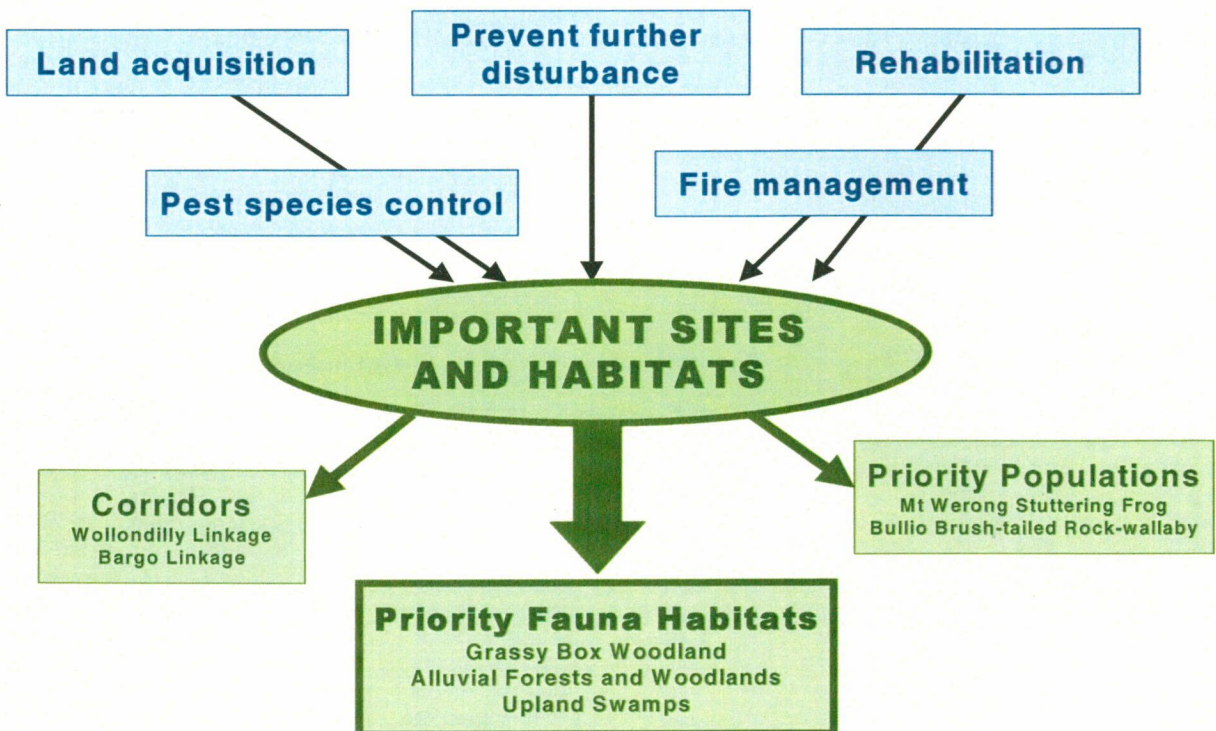 Land acquisition
Prevent further
disturbance
Rehabilitation
Pest species control
Fire management
IMPORTANT SITES
AND HABITATS
Corridors
Wollondilly Linkage
Bargo Linkage
Priority Populations
Mt Werong Stuttering Frog
Bullio Brush-tailed Rock-wallaby
Priority Fauna Habitats
Grassy Box Woodland
Alluvial Forests and Woodlands
Upland Swamps